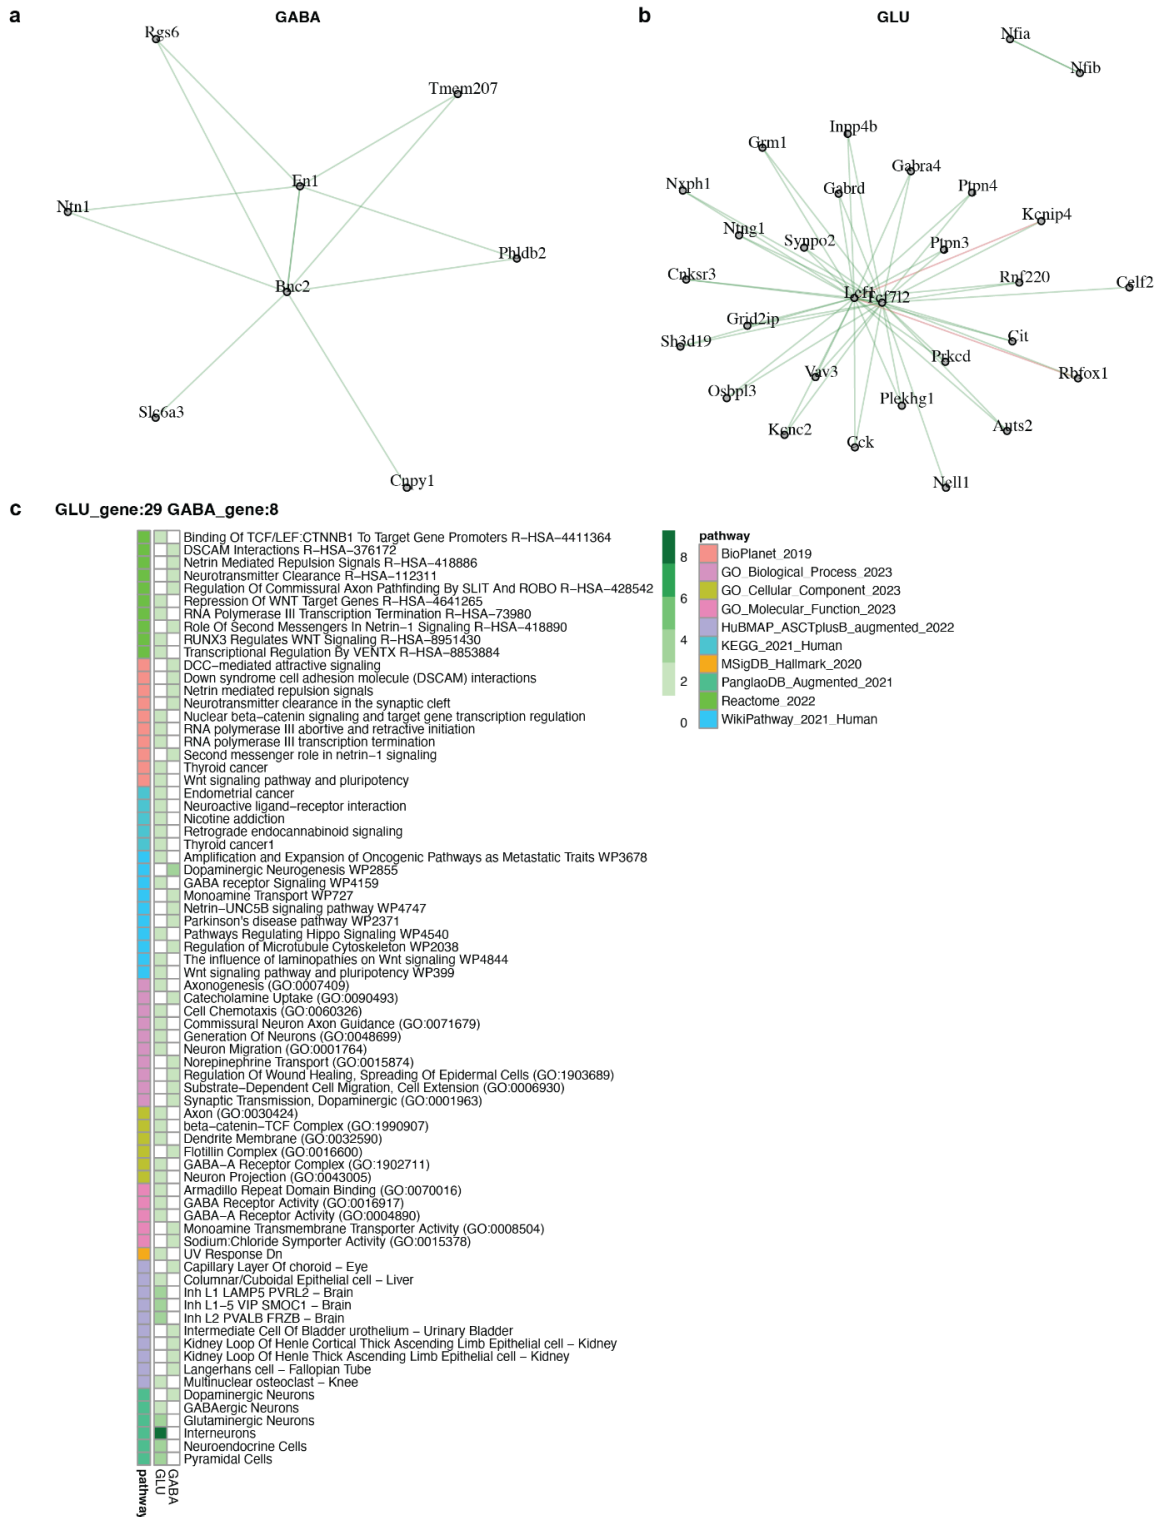 a
GABA
Rgs6
Tmem207
En1
Ntn1
Phldb2
Bnc2
Slc6a3
Cnpy1
b
GLU
Nfia
Nfib
Inpp4b
Grm1
Gabra4
Nxph1
Gabrd
Ptpn4
Kcnip4
Ntng1
Synpo2
Ptpn3
Cnksr3
Rnf220
Celf2
Lef1
Tcf7l2
Grid2ip
Sh3d19
Cit
Prkcd
Vav3
Rbfox1
Osbpl3
Plekhg1
Kcnc2
Cck
Auts2
Nell1
c
GLU_gene:29 GABA_gene:8
Binding Of TCF/LEF:CTNNB1 To Target Gene Promoters R−HSA−4411364
DSCAM Interactions R−HSA−376172
Netrin Mediated Repulsion Signals R−HSA−418886
Neurotransmitter Clearance R−HSA−112311
Regulation Of Commissural Axon Pathfinding By SLIT And ROBO R−HSA−428542
Repression Of WNT Target Genes R−HSA−4641265
RNA Polymerase III Transcription Termination R−HSA−73980
Role Of Second Messengers In Netrin−1 Signaling R−HSA−418890
RUNX3 Regulates WNT Signaling R−HSA−8951430
Transcriptional Regulation By VENTX R−HSA−8853884
DCC−mediated attractive signaling
Down syndrome cell adhesion molecule (DSCAM) interactions
Netrin mediated repulsion signals
Neurotransmitter clearance in the synaptic cleft
Nuclear beta−catenin signaling and target gene transcription regulation
RNA polymerase III abortive and retractive initiation
RNA polymerase III transcription termination
Second messenger role in netrin−1 signaling
Thyroid cancer
Wnt signaling pathway and pluripotency
Endometrial cancer
Neuroactive ligand−receptor interaction
Nicotine addiction
Retrograde endocannabinoid signaling
Thyroid cancer1
Amplification and Expansion of Oncogenic Pathways as Metastatic Traits WP3678
Dopaminergic Neurogenesis WP2855
GABA receptor Signaling WP4159
Monoamine Transport WP727
Netrin−UNC5B signaling pathway WP4747
Parkinson's disease pathway WP2371
Pathways Regulating Hippo Signaling WP4540
Regulation of Microtubule Cytoskeleton WP2038
The influence of laminopathies on Wnt signaling WP4844
Wnt signaling pathway and pluripotency WP399
Axonogenesis (GO:0007409)
Catecholamine Uptake (GO:0090493)
Cell Chemotaxis (GO:0060326)
Commissural Neuron Axon Guidance (GO:0071679)
Generation Of Neurons (GO:0048699)
Neuron Migration (GO:0001764)
Norepinephrine Transport (GO:0015874)
Regulation Of Wound Healing, Spreading Of Epidermal Cells (GO:1903689)
Substrate−Dependent Cell Migration, Cell Extension (GO:0006930)
Synaptic Transmission, Dopaminergic (GO:0001963)
Axon (GO:0030424)
beta−catenin−TCF Complex (GO:1990907)
Dendrite Membrane (GO:0032590)
Flotillin Complex (GO:0016600)
GABA−A Receptor Complex (GO:1902711)
Neuron Projection (GO:0043005)
Armadillo Repeat Domain Binding (GO:0070016)
GABA Receptor Activity (GO:0016917)
GABA−A Receptor Activity (GO:0004890)
Monoamine Transmembrane Transporter Activity (GO:0008504)
Sodium:Chloride Symporter Activity (GO:0015378)
UV Response Dn
Capillary Layer Of choroid − Eye
Columnar/Cuboidal Epithelial cell − Liver
Inh L1 LAMP5 PVRL2 − Brain
Inh L1−5 VIP SMOC1 − Brain
Inh L2 PVALB FRZB − Brain
Intermediate Cell Of Bladder urothelium − Urinary Bladder
Kidney Loop Of Henle Cortical Thick Ascending Limb Epithelial cell − Kidney
Kidney Loop Of Henle Thick Ascending Limb Epithelial cell − Kidney
Langerhans cell − Fallopian Tube
Multinuclear osteoclast − Knee
Dopaminergic Neurons
GABAergic Neurons
Glutaminergic Neurons
Interneurons
Neuroendocrine Cells
Pyramidal Cells
pathway
GLU
GABA
8
6
4
2
0
pathway
BioPlanet_2019
GO_Biological_Process_2023
GO_Cellular_Component_2023
GO_Molecular_Function_2023
HuBMAP_ASCTplusB_augmented_2022
KEGG_2021_Human
MSigDB_Hallmark_2020
PanglaoDB_Augmented_2021
Reactome_2022
WikiPathway_2021_Human